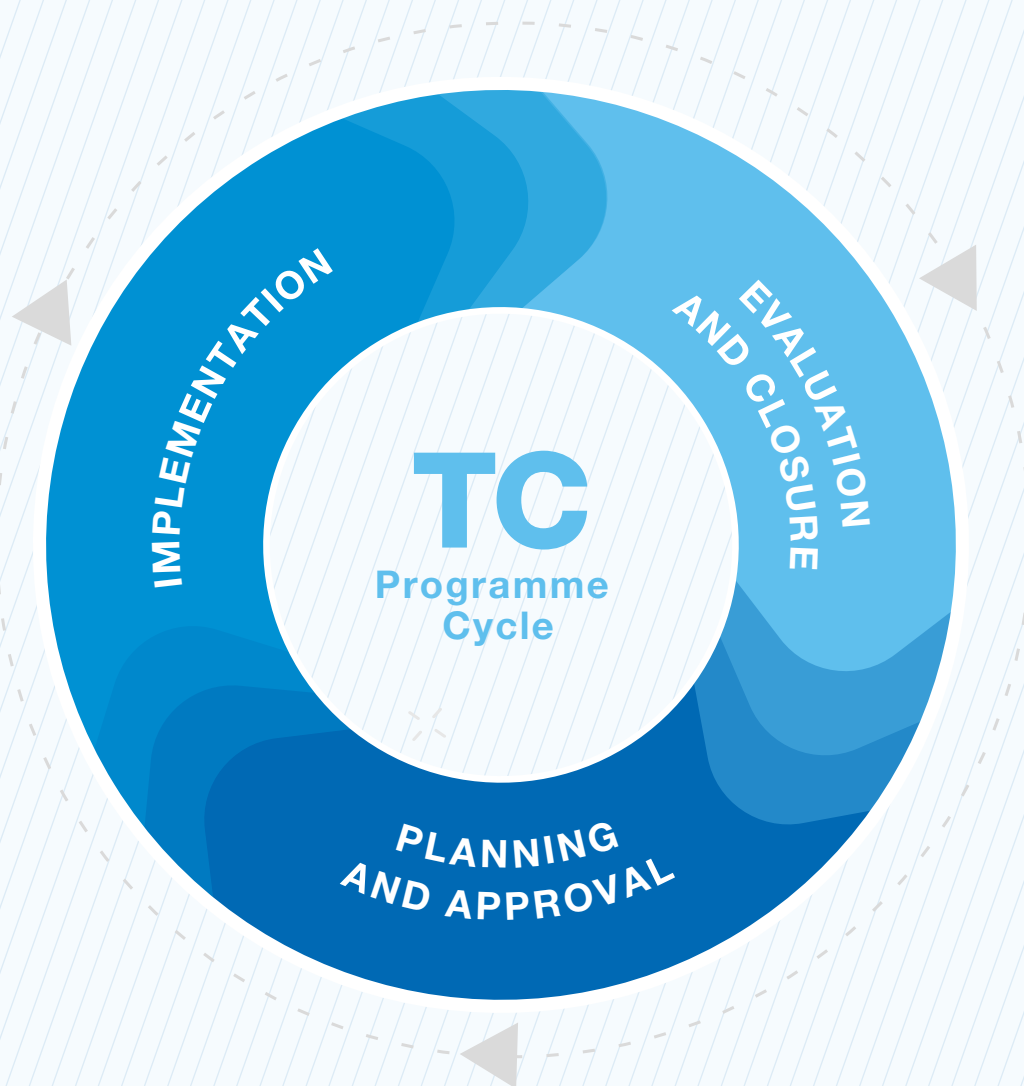 IMPLEMENTATION
EVALUATION
AND CLOSURE
TC
Programme
Cycle
PLANNING
AND APPROVAL